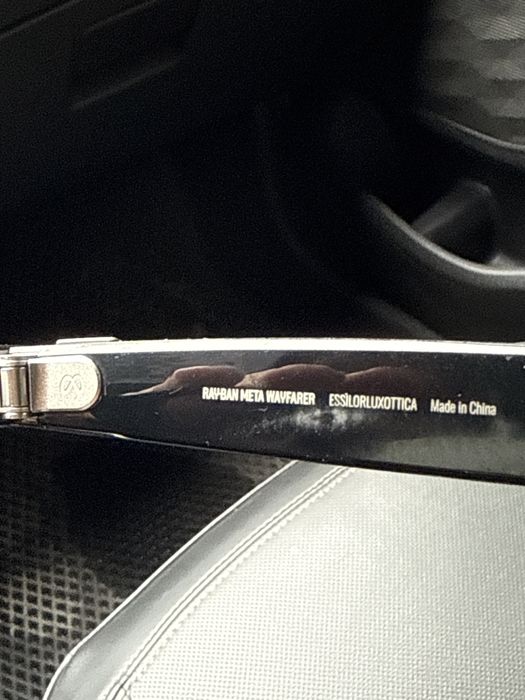 RAY-BAN META WAYFARER ESSILORLUXOTTICA Made in China